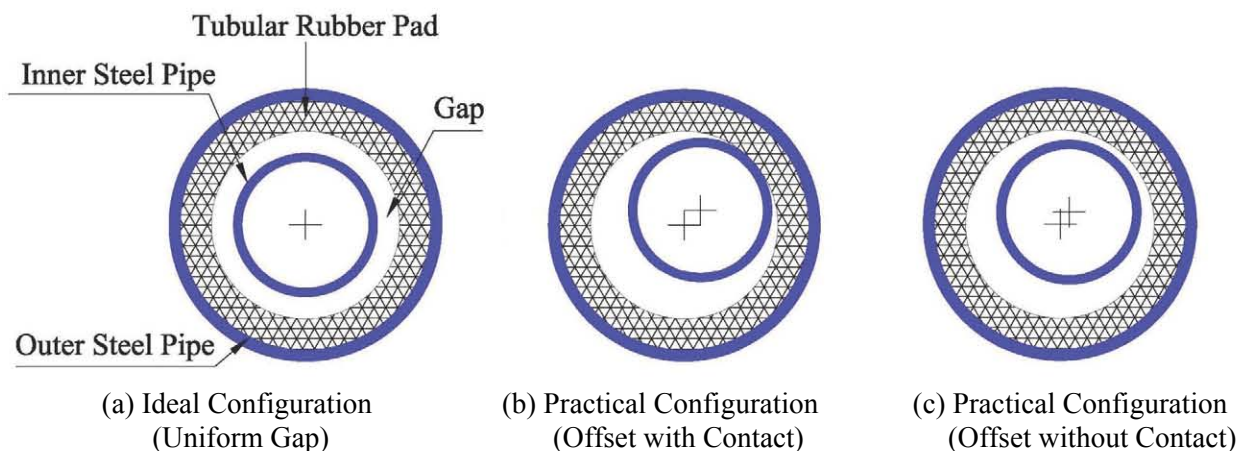 Tubular Rubber Pad
Inner Steel Pipe
Gap
Outer Steel Pipe
(a) Ideal Configuration
(Uniform Gap)
(b) Practical Configuration
(Offset with Contact)
(c) Practical Configuration
(Offset without Contact)